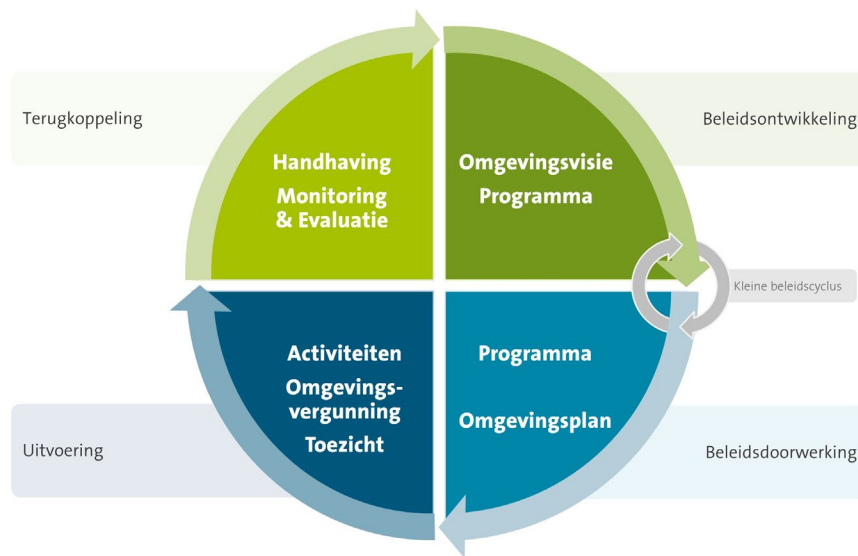 Terugkoppeling
Handhaving
Monitoring
& Evaluatie
Omgevingsvisie
Programma
Beleidsontwikkeling
Kleine beleidscyclus
Uitvoering
Activiteiten
Omgevings-
vergunning
Toezicht
Programma
Omgevingsplan
Beleidsdoorwerking